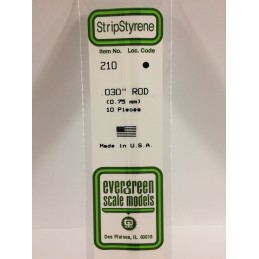 StripStyrene
Item No. Loc. Code
210
.030" ROD
(0.75 mm)
10 Pieces
Made in U.S.A.
evergreen
scale models
Des Plaines, IL 60018